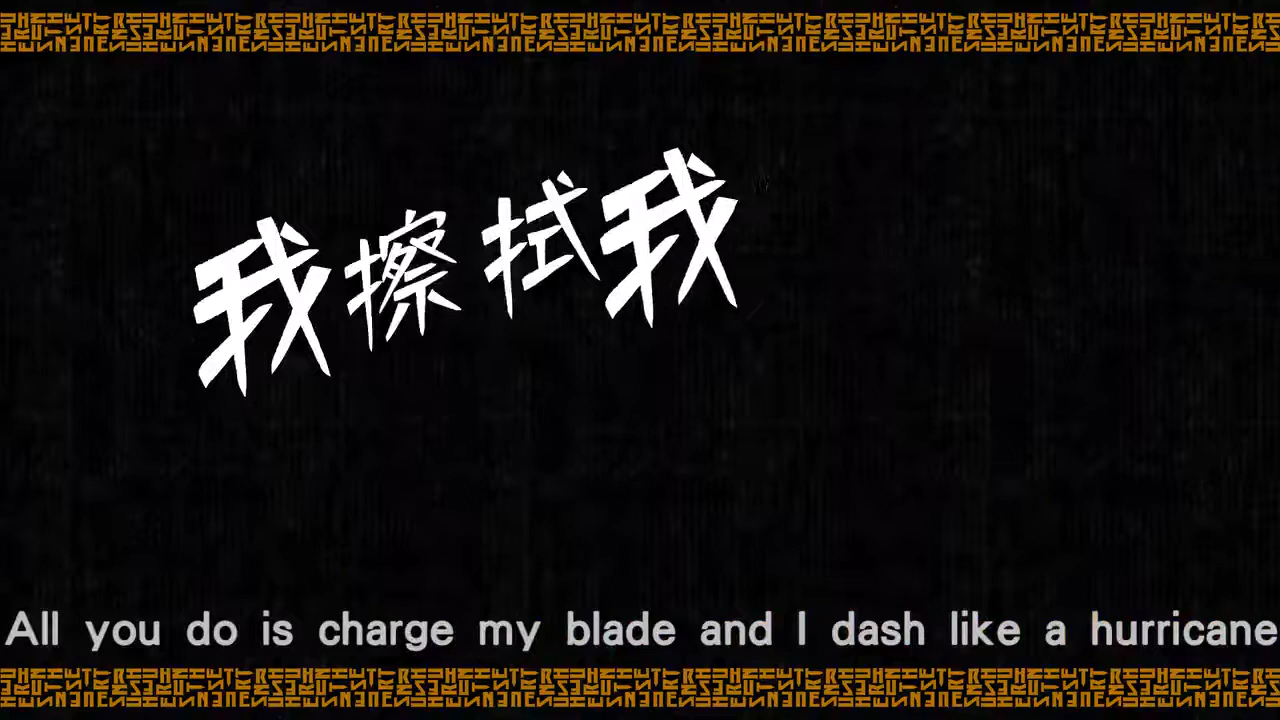 我擦拭我
All you do is charge my blade and I dash like a hurricane